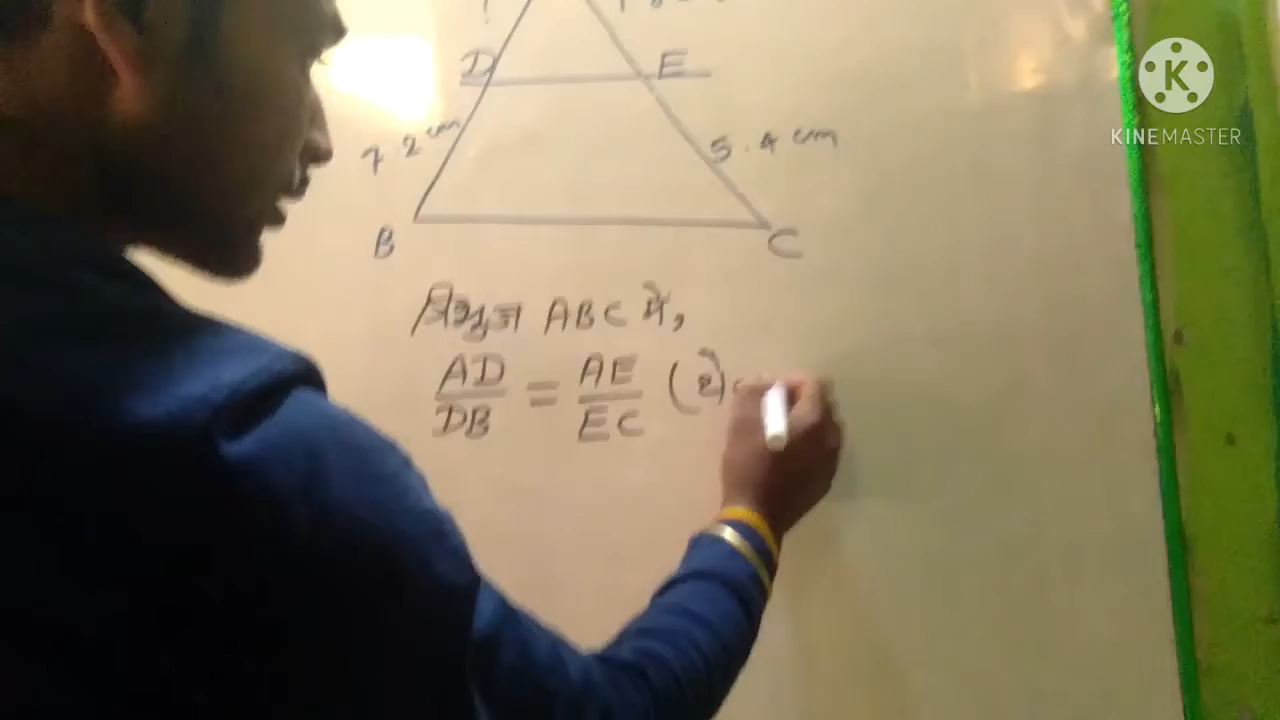 D E
7.2 cm 5.4 cm
B C
त्रिभुज ABC में,
AD/DB = AE/EC (थे
KINEMASTER